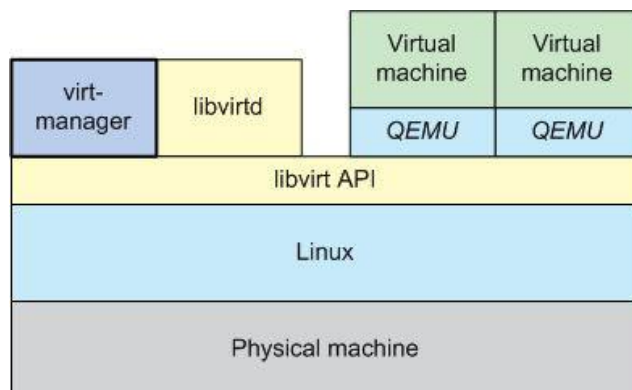 Virtual
machine
Virtual
machine
virt-
manager
libvirtd
QEMU
QEMU
libvirt API
Linux
Physical machine